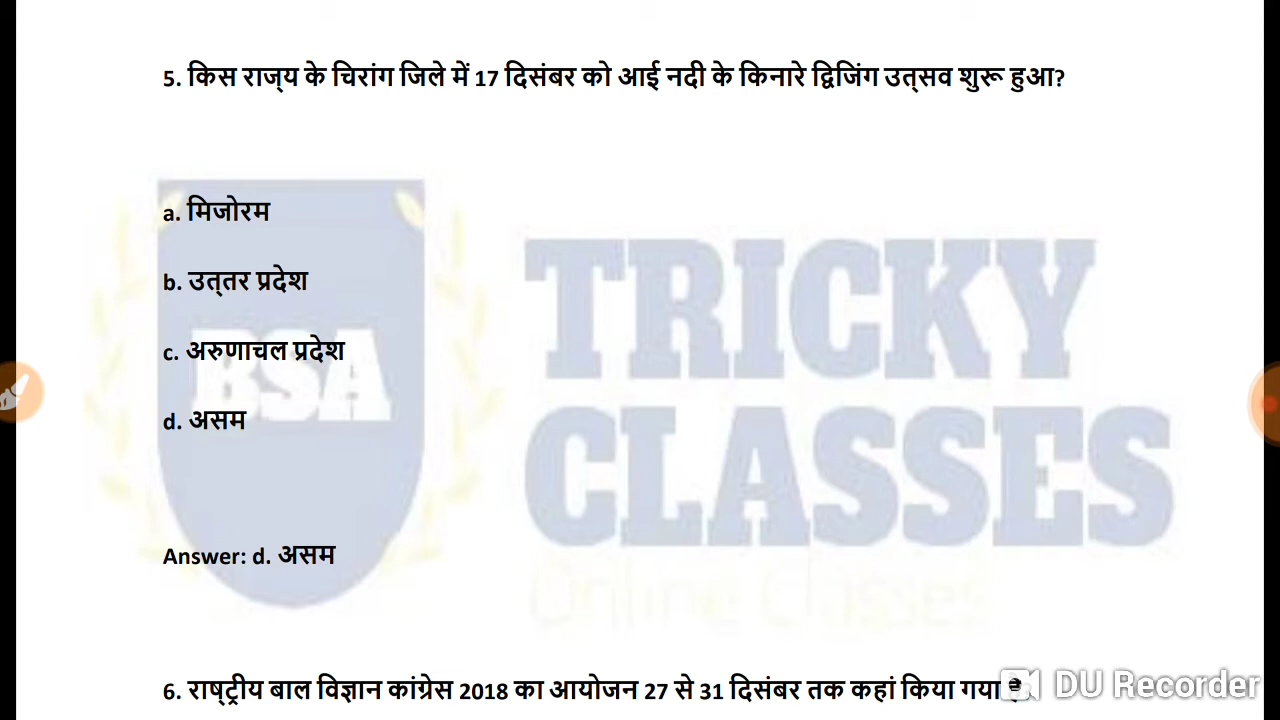 5. किस राज्य के चिरांग जिले में 17 दिसंबर को आई नदी के किनारे द्विजिंग उत्सव शुरू हुआ?
a. मिजोरम
b. उत्तर प्रदेश
c. अरुणाचल प्रदेश
d. असम
BSA
TRICKY
CLASSES
Online Classes
Answer: d. असम
6. राष्ट्रीय बाल विज्ञान कांग्रेस 2018 का आयोजन 27 से 31 दिसंबर तक कहां किया गया
DU Recorder